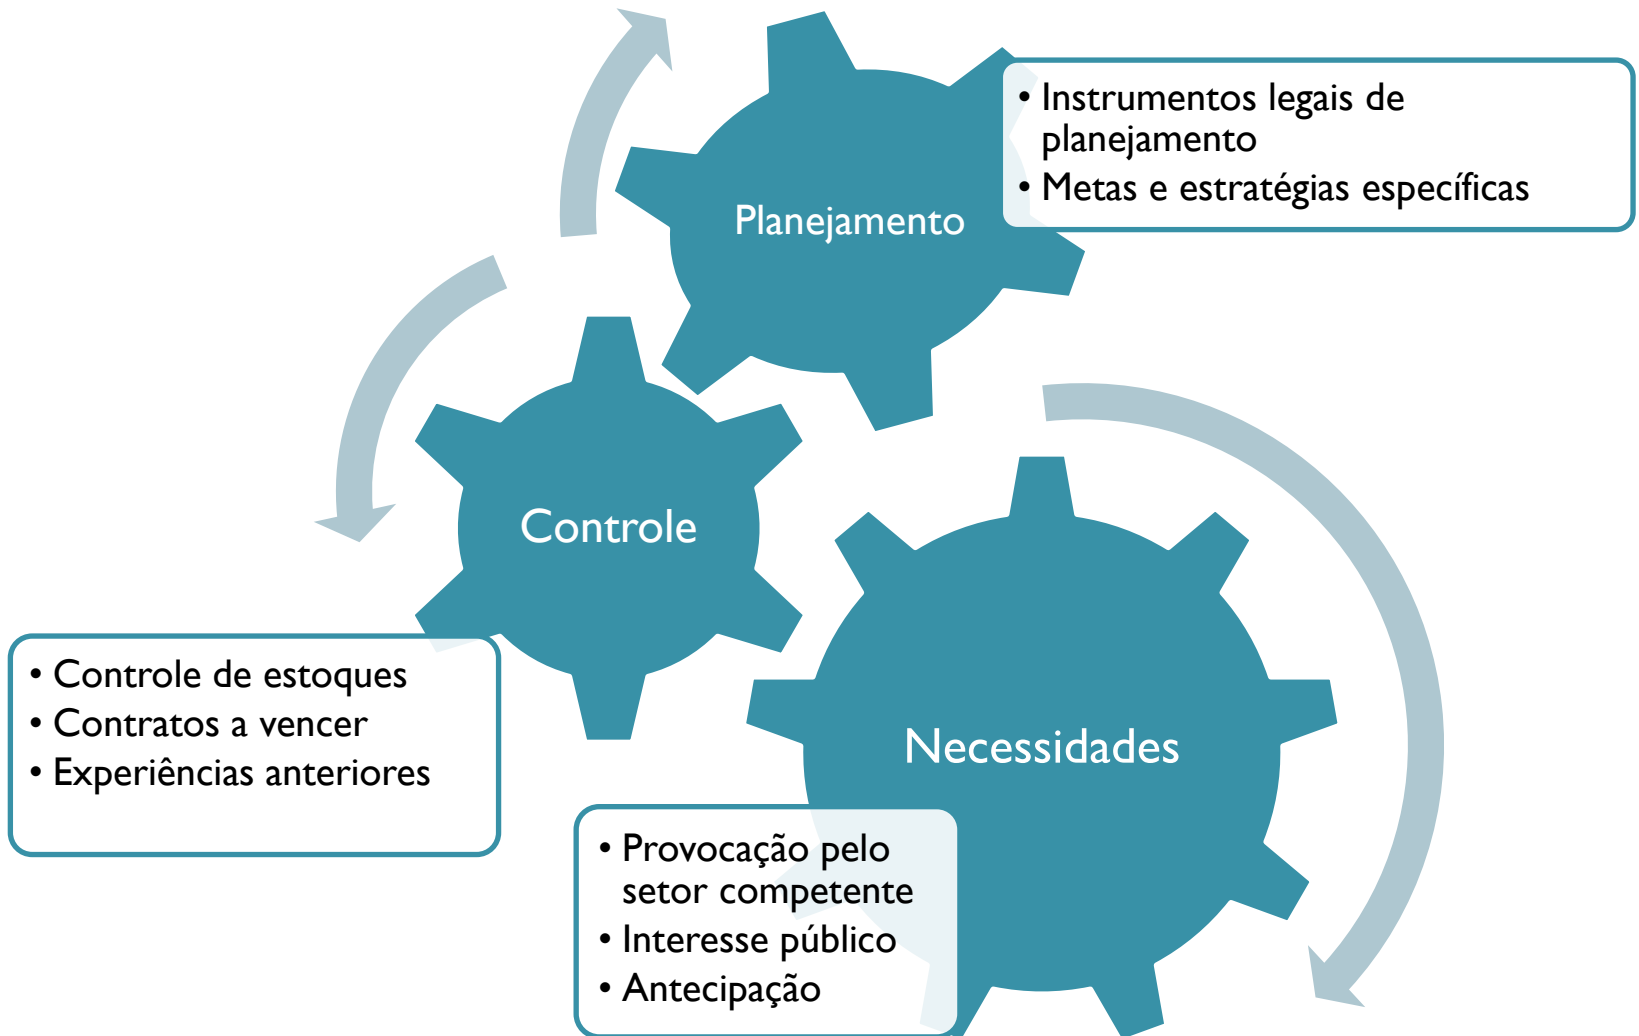 Planejamento
• Instrumentos legais de
planejamento
• Metas e estratégias específicas
Controle
• Controle de estoques
• Contratos a vencer
• Experiências anteriores
Necessidades
• Provocação pelo
setor competente
• Interesse público
• Antecipação